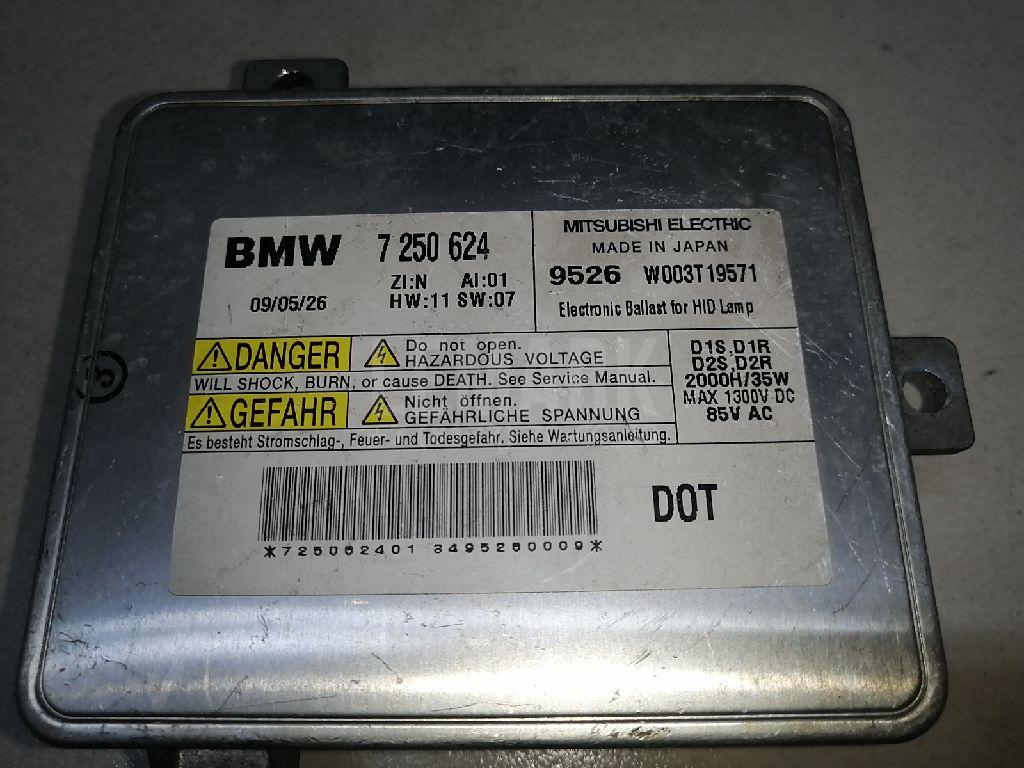 BMW 7 250 624
ZI:N AI:01
09/05/26 HW:11 SW:07
MITSUBISHI ELECTRIC
MADE IN JAPAN
9526 W003T19571
Electronic Ballast for HID Lamp
DANGER
Do not open.
HAZARDOUS VOLTAGE
WILL SHOCK, BURN, or cause DEATH. See Service Manual.
GEFAHR
Nicht öffnen.
GEFÄHRLICHE SPANNUNG
Es besteht Stromschlag-, Feuer- und Todesgefahr. Siehe Wartungsanleitung.
D1S,D1R
D2S,D2R
2000H/35W
MAX 1300V DC
85V AC
*725062401 3495260009*
DOT